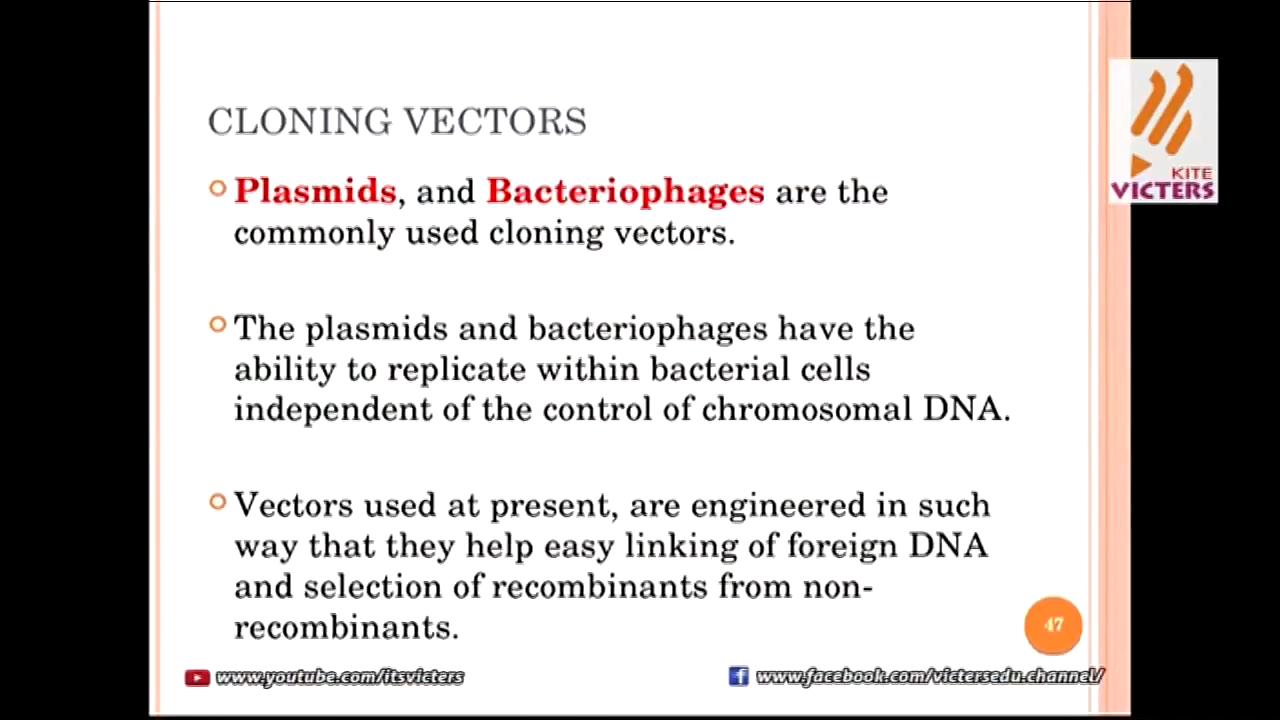 CLONING VECTORS
Plasmids, and Bacteriophages are the
commonly used cloning vectors.
The plasmids and bacteriophages have the
ability to replicate within bacterial cells
independent of the control of chromosomal DNA.
Vectors used at present, are engineered in such
way that they help easy linking of foreign DNA
and selection of recombinants from non-
recombinants.
47
KITE
VICTERS
www.youtube.com/itsvicters
www.facebook.com/victersedu.channel/